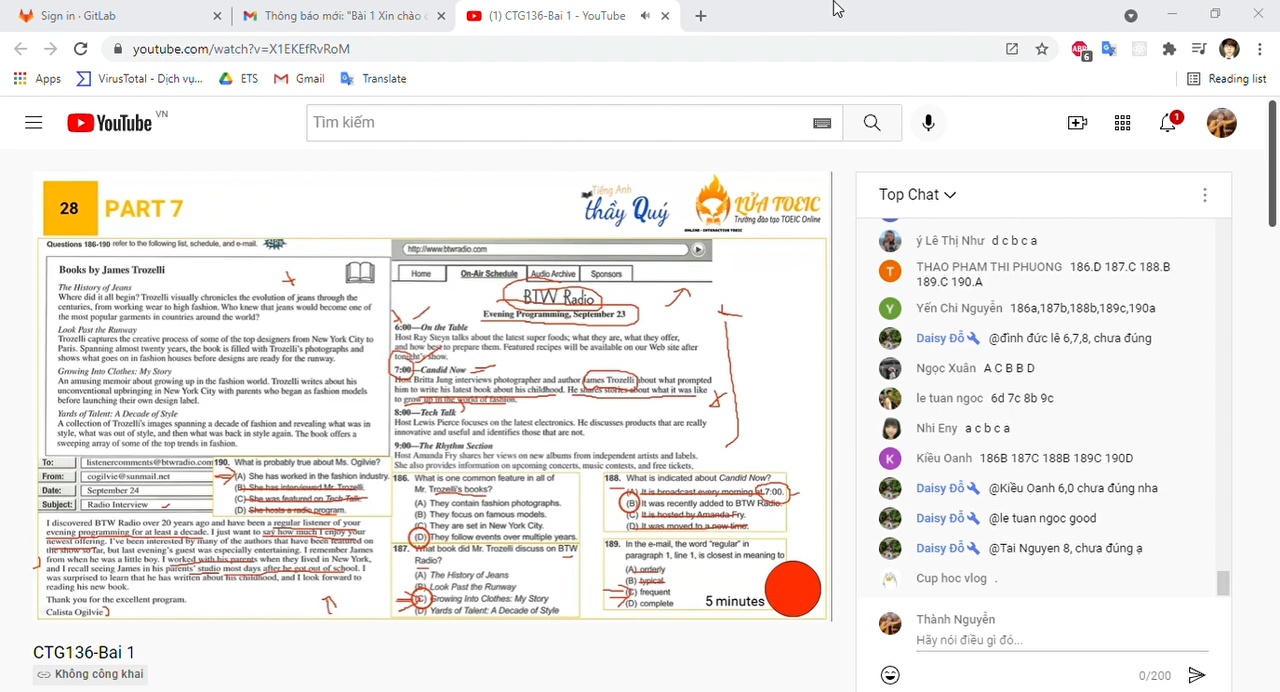 Sign in · GitLab
Thông báo mới: "Bài 1 Xin chào
(1) CTG136-Bai 1 - YouTube
youtube.com/watch?v=X1EKEfRvRoM
ABP
6
Apps
VirusTotal - Dịch vụ...
ETS
Gmail
Translate
Reading list
YouTube VN
Tìm kiếm
1
28
PART 7
Tiếng Anh
thầy Quý
LỬA TOEIC
Trường đào tạo TOEIC Online
ONLINE - INTERACTIVE TOEIC
Questions 186-190 refer to the following list, schedule, and e-mail.
Books by James Trozelli
The History of Jeans
Where did it all begin? Trozelli visually chronicles the evolution of jeans through the
centuries, from working wear to high fashion. Who knew that jeans would become one of
the most popular garments in countries around the world?
Look Past the Runway
Trozelli captures the creative process of some of the top designers from New York City to
Paris. Spanning almost twenty years, the book is filled with Trozelli's photographs and
shows what goes on in fashion houses before designs are ready for the runway.
Growing Into Clothes: My Story
An amusing memoir about growing up in the fashion world. Trozelli writes about his
unconventional upbringing in New York City with parents who began as fashion models
before launching their own design label.
Yards of Talent: A Decade of Style
A collection of Trozelli's images spanning a decade of fashion and revealing what was in
style, what was out of style, and then what was back in style again. The book offers a
sweeping array of some of the top trends in fashion.
To: listenercomments@btwradio.com
From: cogilvie@sunmail.net
Date: September 24
Subject: Radio Interview
I discovered BTW Radio over 20 years ago and have been a regular listener of your
evening programming for at least a decade. I just want to say how much I enjoy your
newest offering. I've been interested by many of the authors that have been featured on
the show so far, but last evening's guest was especially entertaining. I remember James
from when he was a little boy. I worked with his parents when they lived in New York,
and I recall seeing James in his parents' studio most days after he got out of school. I
was surprised to learn that he has written about his childhood, and I look forward to
reading his new book.
Thank you for the excellent program.
Calista Ogilvie
190. What is probably true about Ms. Ogilvie?
(A) She has worked in the fashion industry.
(B) She has interviewed Mr. Trozelli.
(C) She was featured on Tech Talk.
(D) She hosts a radio program.
http://www.btwradio.com
Home
On-Air Schedule
Audio Archive
Sponsors
BTW Radio
Evening Programming, September 23
6:00—On the Table
Host Ray Steyn talks about the latest super foods; what they are, what they offer,
and how best to prepare them. Featured recipes will be available on our Web site after
tonight's show.
7:00—Candid Now
Host Britta Jung interviews photographer and author James Trozelli about what prompted
him to write his latest book about his childhood. He shares stories about what it was like
to grow up in the world of fashion.
8:00—Tech Talk
Host Lewis Pierce focuses on the latest electronics. He discusses products that are really
innovative and useful and identifies those that are not.
9:00—The Rhythm Section
Host Amanda Fry shares her views on new albums from independent artists and labels.
She also provides information on upcoming concerts, music contests, and free tickets.
186. What is one common feature in all of
Mr. Trozelli's books?
(A) They contain fashion photographs.
(B) They focus on famous models.
(C) They are set in New York City.
(D) They follow events over multiple years.
187. What book did Mr. Trozelli discuss on BTW
Radio?
(A) The History of Jeans
(B) Look Past the Runway
(C) Growing Into Clothes: My Story
(D) Yards of Talent: A Decade of Style
188. What is indicated about Candid Now?
(A) It is broadcast every morning at 7:00.
(B) It was recently added to BTW Radio.
(C) It is hosted by Amanda Fry.
(D) It was moved to a new time.
189. In the e-mail, the word "regular" in
paragraph 1, line 1, is closest in meaning to
(A) orderly
(B) typical
(C) frequent
(D) complete
5 minutes
CTG136-Bai 1
Không công khai
Top Chat
ý Lê Thị Như d c b c a
THAO PHAM THI PHUONG 186.D 187.C 188.B
189.C 190.A
Yến Chi Nguyễn 186a,187b,188b,189c,190a
Daisy Đỗ @đình đức lê 6,7,8, chưa đúng
Ngọc Xuân A C B B D
le tuan ngoc 6d 7c 8b 9c
Nhi Eny a c b c a
Kiều Oanh 186B 187C 188B 189C 190D
Daisy Đỗ @Kiều Oanh 6,0 chưa đúng nha
Daisy Đỗ @le tuan ngoc good
Daisy Đỗ @Tai Nguyen 8, chưa đúng ạ
Cup hoc vlog .
Thành Nguyễn
Hãy nói điều gì đó...
0/200